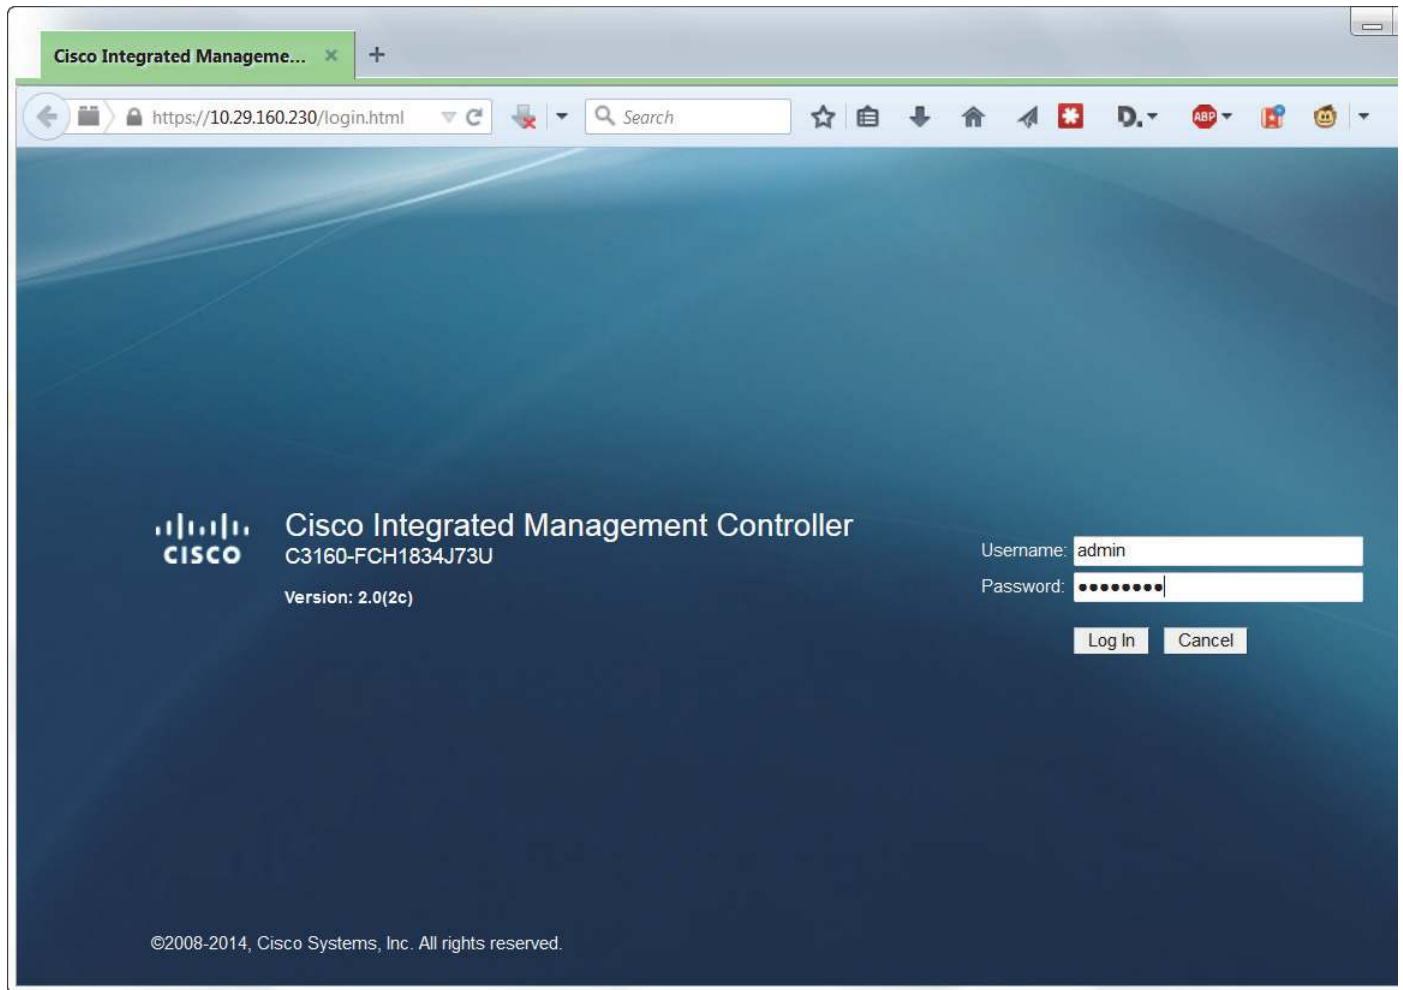 Cisco Integrated Manageme...
https://10.29.160.230/login.html
Search
D.
ABP
CISCO
Cisco Integrated Management Controller
C3160-FCH1834J73U
Version: 2.0(2c)
Username: admin
Password: ●●●●●●●●
Log In Cancel
©2008-2014, Cisco Systems, Inc. All rights reserved.